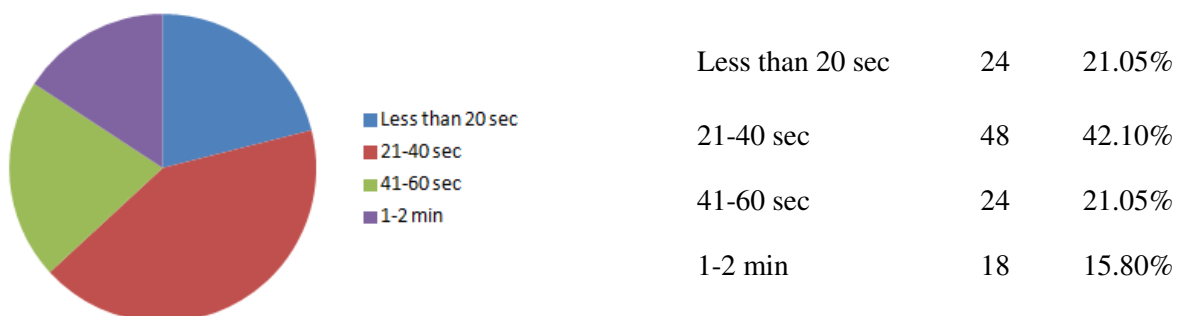 Less than 20 sec
21-40 sec
41-60 sec
1-2 min
Less than 20 sec 24 21.05%
21-40 sec 48 42.10%
41-60 sec 24 21.05%
1-2 min 18 15.80%